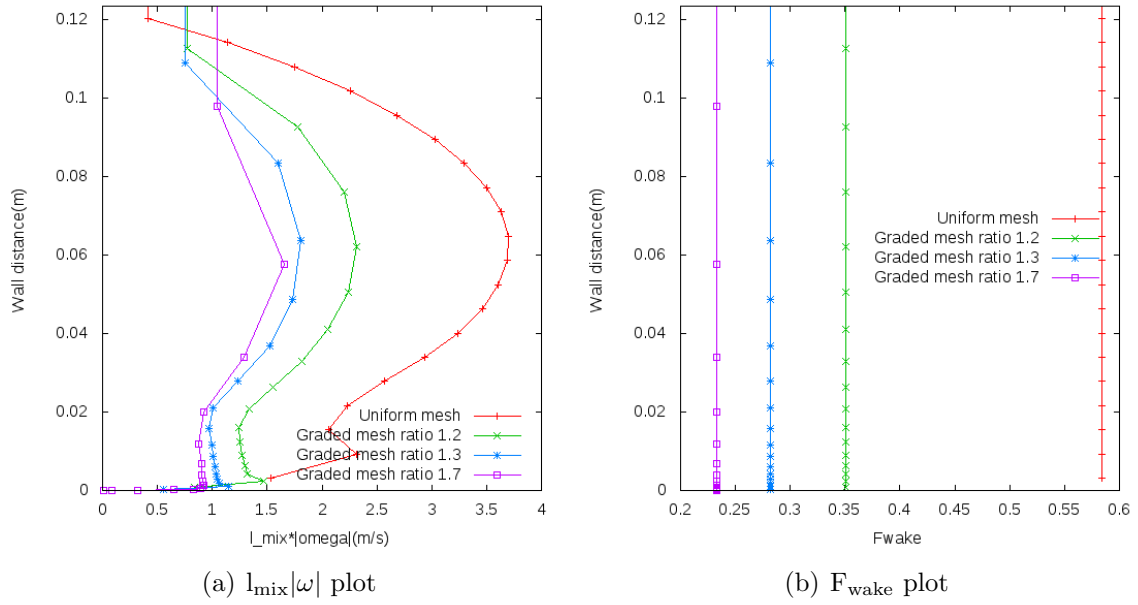 0.12
0.1
0.08
0.06
0.04
0.02
0
Wall distance(m)
Uniform mesh
Graded mesh ratio 1.2
Graded mesh ratio 1.3
Graded mesh ratio 1.7
0 0.5 1 1.5 2 2.5 3 3.5 4
l_mix*|omega|(m/s)
(a) l_mix|ω| plot
0.12
0.1
0.08
0.06
0.04
0.02
0
Wall distance(m)
Uniform mesh
Graded mesh ratio 1.2
Graded mesh ratio 1.3
Graded mesh ratio 1.7
0.2 0.25 0.3 0.35 0.4 0.45 0.5 0.55 0.6
Fwake
(b) F_wake plot